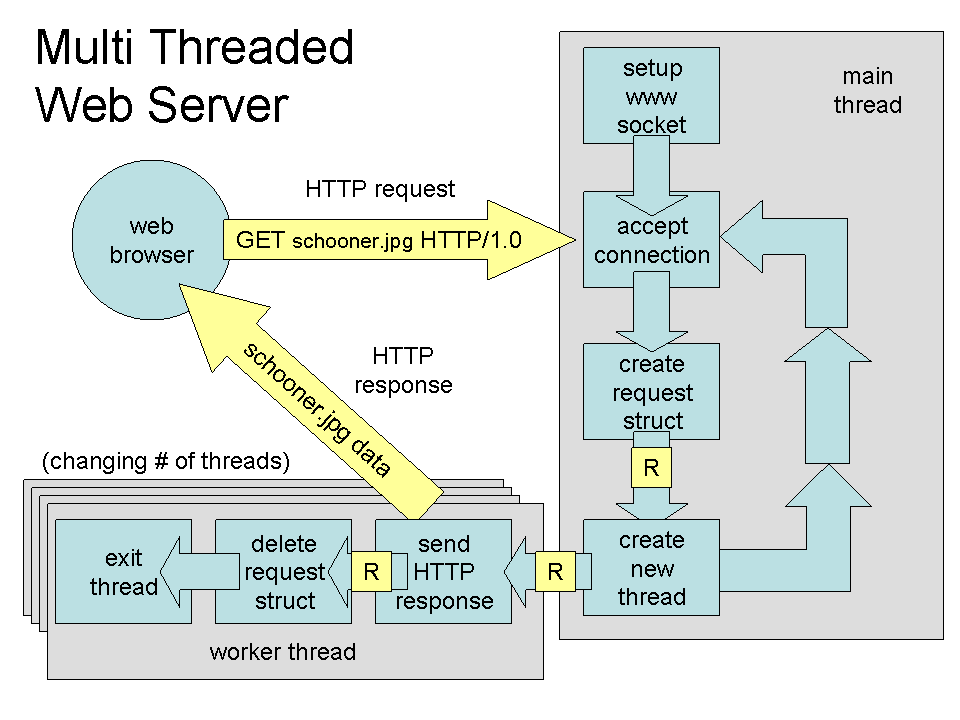 Multi Threaded
Web Server
main
thread
setup
www
socket
HTTP request
web
browser
GET schooner.jpg HTTP/1.0
accept
connection
HTTP
response
schooner.jpg data
create
request
struct
R
(changing # of threads)
exit
thread
delete
request
struct
R
send
HTTP
response
R
create
new
thread
worker thread